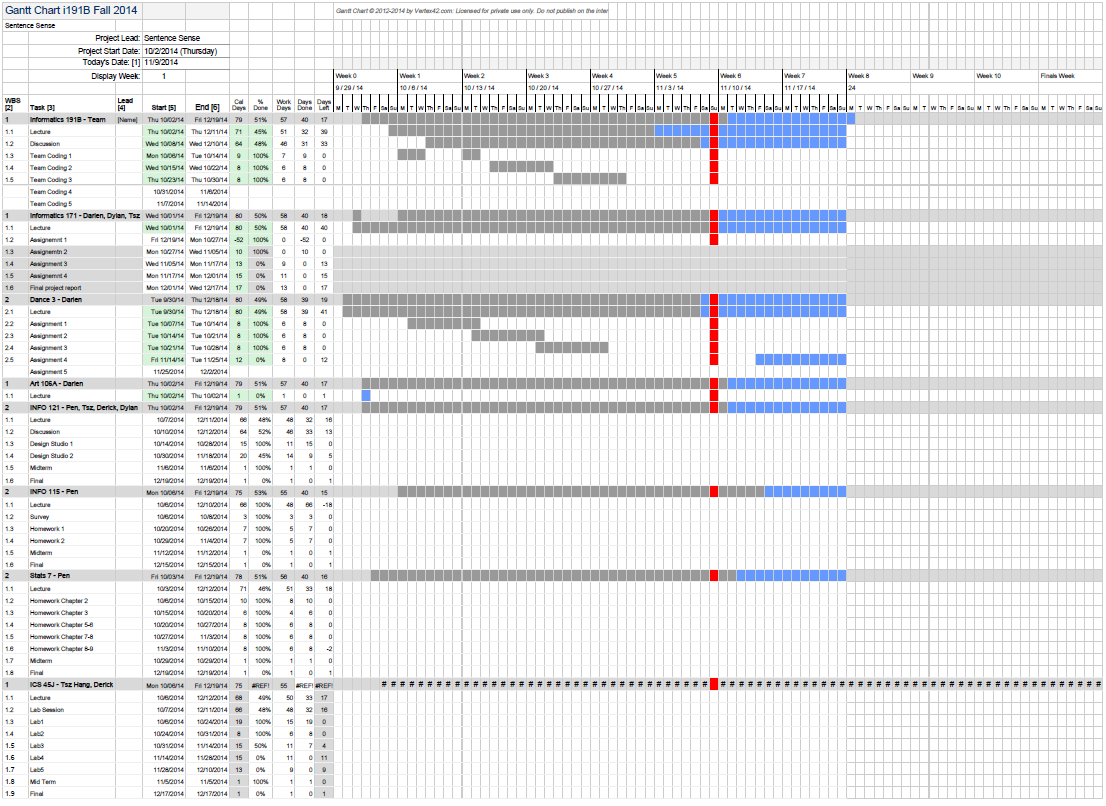 Gantt Chart i191B Fall 2014
Gantt Chart © 2012-2014 by Vertex42.com: Licensed for private use only. Do not publish on the inter
Sentence Sense
Project Lead: Sentence Sense
Project Start Date: 10/2/2014 (Thursday)
Today's Date: [1] 11/9/2014
Display Week: 1
Week 0 Week 1 Week 2 Week 3 Week 4 Week 5 Week 6 Week 7 Week 8 Week 9 Week 10 Finals Week
9 / 29 / 14 10 / 6 / 14 10 / 13 / 14 10 / 20 / 14 10 / 27 / 14 11 / 3 / 14 11 / 10 / 14 11 / 17 / 14 24
WBS [2] Task [3] Lead [4] Start [5] End [6] Cal Days % Done Work Days Days Done Days Left M T W Th F Sa Su M T W Th F Sa Su M T W Th F Sa Su M T W Th F Sa Su M T W Th F Sa Su M T W Th F Sa Su M T W Th F Sa Su M T W Th F Sa Su M T W Th F Sa Su M T W Th F Sa Su M T W Th F Sa Su M T W Th F Sa Su
1 Informatics 191B - Team [Name] Thu 10/02/14 Fri 12/19/14 79 51% 57 40 17
1.1 Lecture Thu 10/02/14 Thu 12/11/14 71 45% 51 32 39
1.2 Discussion Wed 10/08/14 Wed 12/10/14 64 48% 46 31 33
1.3 Team Coding 1 Mon 10/06/14 Tue 10/14/14 9 100% 7 9 0
1.4 Team Coding 2 Wed 10/15/14 Wed 10/22/14 8 100% 6 8 0
1.5 Team Coding 3 Thu 10/23/14 Thu 10/30/14 8 100% 6 8 0
Team Coding 4 10/31/2014 11/6/2014
Team Coding 5 11/7/2014 11/14/2014
1 Informatics 171 - Darien, Dylan, Tsz Wed 10/01/14 Fri 12/19/14 80 50% 58 40 18
1.1 Lecture Wed 10/01/14 Fri 12/19/14 80 50% 58 40 40
1.2 Assignemnt 1 Fri 12/19/14 Mon 10/27/14 -52 100% 0 -52 0
1.3 Assignemtn 2 Mon 10/27/14 Wed 11/05/14 10 100% 0 10 0
1.4 Assignment 3 Wed 11/05/14 Mon 11/17/14 13 0% 9 0 13
1.5 Assignemnt 4 Mon 11/17/14 Mon 12/01/14 15 0% 11 0 15
1.6 Final project report Mon 12/01/14 Wed 12/17/14 17 0% 13 0 17
2 Dance 3 - Darien Tue 9/30/14 Thu 12/18/14 80 49% 58 39 19
2.1 Lecture Tue 9/30/14 Thu 12/18/14 80 49% 58 39 41
2.2 Assignment 1 Tue 10/07/14 Tue 10/14/14 8 100% 6 8 0
2.3 Assignment 2 Tue 10/14/14 Tue 10/21/14 8 100% 6 8 0
2.4 Assignment 3 Tue 10/21/14 Tue 10/28/14 8 100% 6 8 0
2.5 Assignment 4 Fri 11/14/14 Tue 11/25/14 12 0% 8 0 12
Assignment 5 11/25/2014 12/2/2014
1 Art 106A - Darien Thu 10/02/14 Fri 12/19/14 79 51% 57 40 17
1.1 Lecture Thu 10/02/14 Thu 10/02/14 1 0% 1 0 1
2 INFO 121 - Pen, Tsz, Derick, Dylan Thu 10/02/14 Fri 12/19/14 79 51% 57 40 17
1.1 Lecture 10/7/2014 12/11/2014 66 48% 48 32 16
1.2 Discussion 10/10/2014 12/12/2014 64 52% 46 33 13
1.3 Design Studio 1 10/14/2014 10/28/2014 15 100% 11 15 0
1.4 Design Studio 2 10/30/2014 11/18/2014 20 45% 14 9 5
1.5 Midterm 11/6/2014 11/6/2014 1 100% 1 1 0
1.6 Final 12/19/2014 12/19/2014 1 0% 1 0 1
2 INFO 115 - Pen Mon 10/06/14 Fri 12/19/14 75 53% 55 40 15
1.1 Lecture 10/6/2014 12/10/2014 66 100% 48 66 -18
1.2 Survey 10/6/2014 10/8/2014 3 100% 3 3 0
1.3 Homework 1 10/20/2014 10/26/2014 7 100% 5 7 0
1.4 Homework 2 10/29/2014 11/4/2014 7 100% 5 7 0
1.5 Midterm 11/12/2014 11/12/2014 1 0% 1 0 1
1.6 Final 12/15/2014 12/15/2014 1 0% 1 0 1
2 Stats 7 - Pen Fri 10/03/14 Fri 12/19/14 78 51% 56 40 16
1.1 Lecture 10/3/2014 12/12/2014 71 46% 51 33 18
1.2 Homework Chapter 2 10/6/2014 10/15/2014 10 100% 8 10 0
1.3 Homework Chapter 3 10/15/2014 10/20/2014 6 100% 4 6 0
1.4 Homework Chapter 5-6 10/20/2014 10/27/2014 8 100% 6 8 0
1.5 Homework Chapter 7-8 10/27/2014 11/3/2014 8 100% 6 8 0
1.6 Homework Chapter 8-9 11/3/2014 11/10/2014 8 100% 6 8 -2
1.7 Midterm 10/29/2014 10/29/2014 1 100% 1 1 0
1.8 Final 12/19/2014 12/19/2014 1 0% 1 0 1
1 ICS 45J - Tsz Hang, Derick Mon 10/06/14 Fri 12/19/14 75 #REF! 55 #REF! #REF!
1.1 Lecture 10/6/2014 12/12/2014 68 49% 50 33 17
1.2 Lab Session 10/7/2014 12/11/2014 66 48% 48 32 16
1.3 Lab1 10/6/2014 10/24/2014 19 100% 15 19 0
1.4 Lab2 10/24/2014 10/31/2014 8 100% 6 8 0
1.5 Lab3 10/31/2014 11/14/2014 15 50% 11 7 4
1.6 Lab4 11/14/2014 11/28/2014 15 0% 11 0 11
1.7 Lab5 11/28/2014 12/10/2014 13 0% 9 0 9
1.8 Mid Term 11/5/2014 11/5/2014 1 100% 1 1 0
1.9 Final 12/17/2014 12/17/2014 1 0% 1 0 1